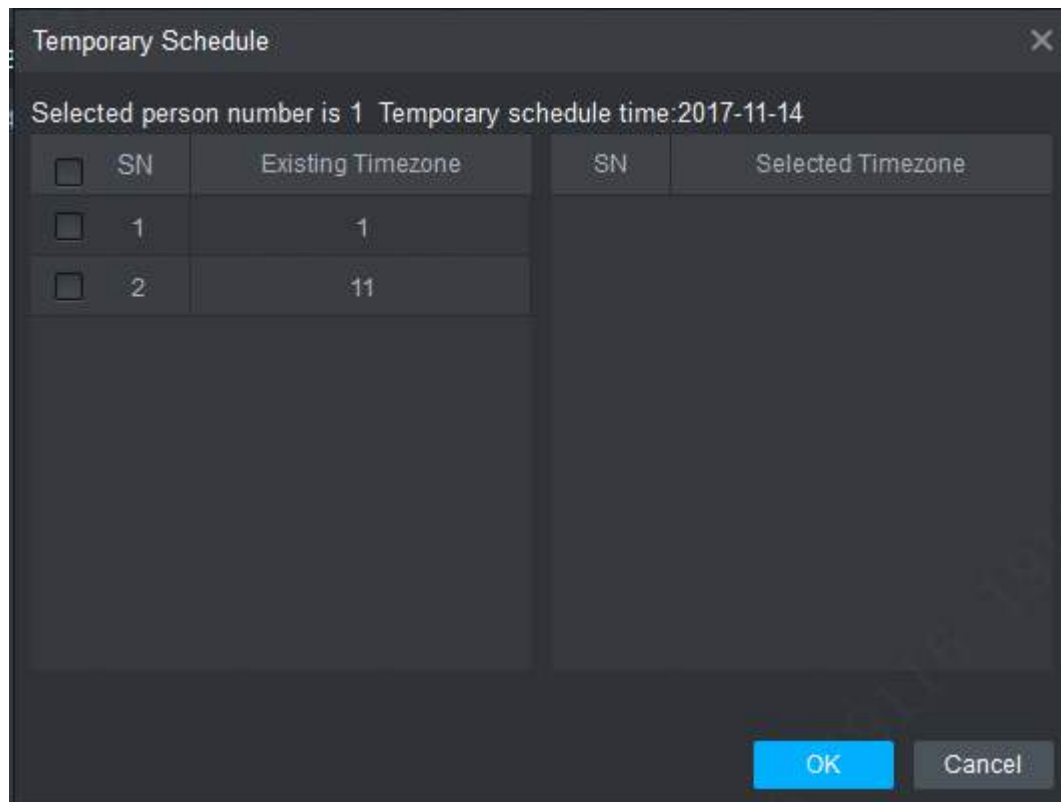 Temporary Schedule
Selected person number is 1 Temporary schedule time:2017-11-14
SN Existing Timezone SN Selected Timezone
1 1
2 11
OK Cancel